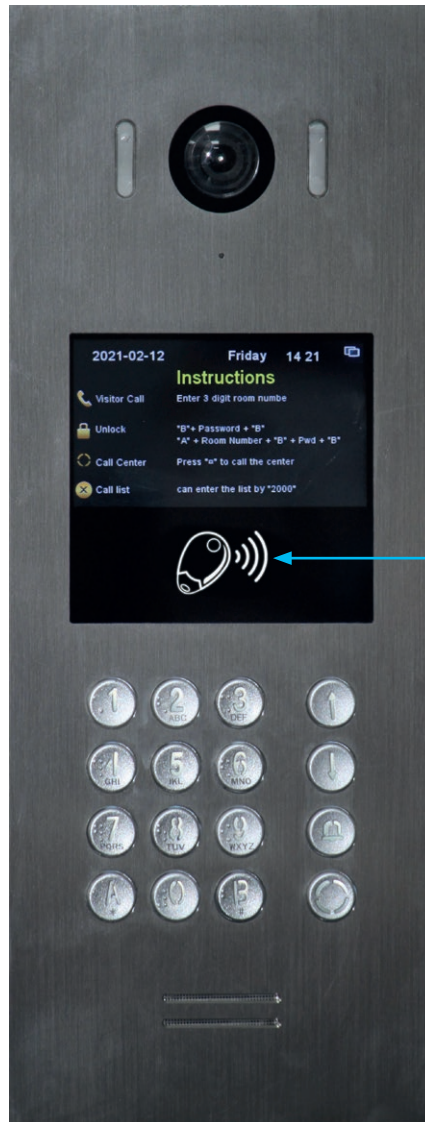 2021-02-12 Friday 14 21
Instructions
Visitor Call Enter 3 digit room numbe
Unlock "B"+ Password + "B"
"A" + Room Number + "B" + Pwd + "B"
Call Center Press "¤" to call the center
Call list can enter the list by "2000"
1 2 3 ↑
ABC DEF
4 5 6 ↓
GHI JKL MNO
7 8 9
PQRS TUV WXYZ
A 0 B
* #